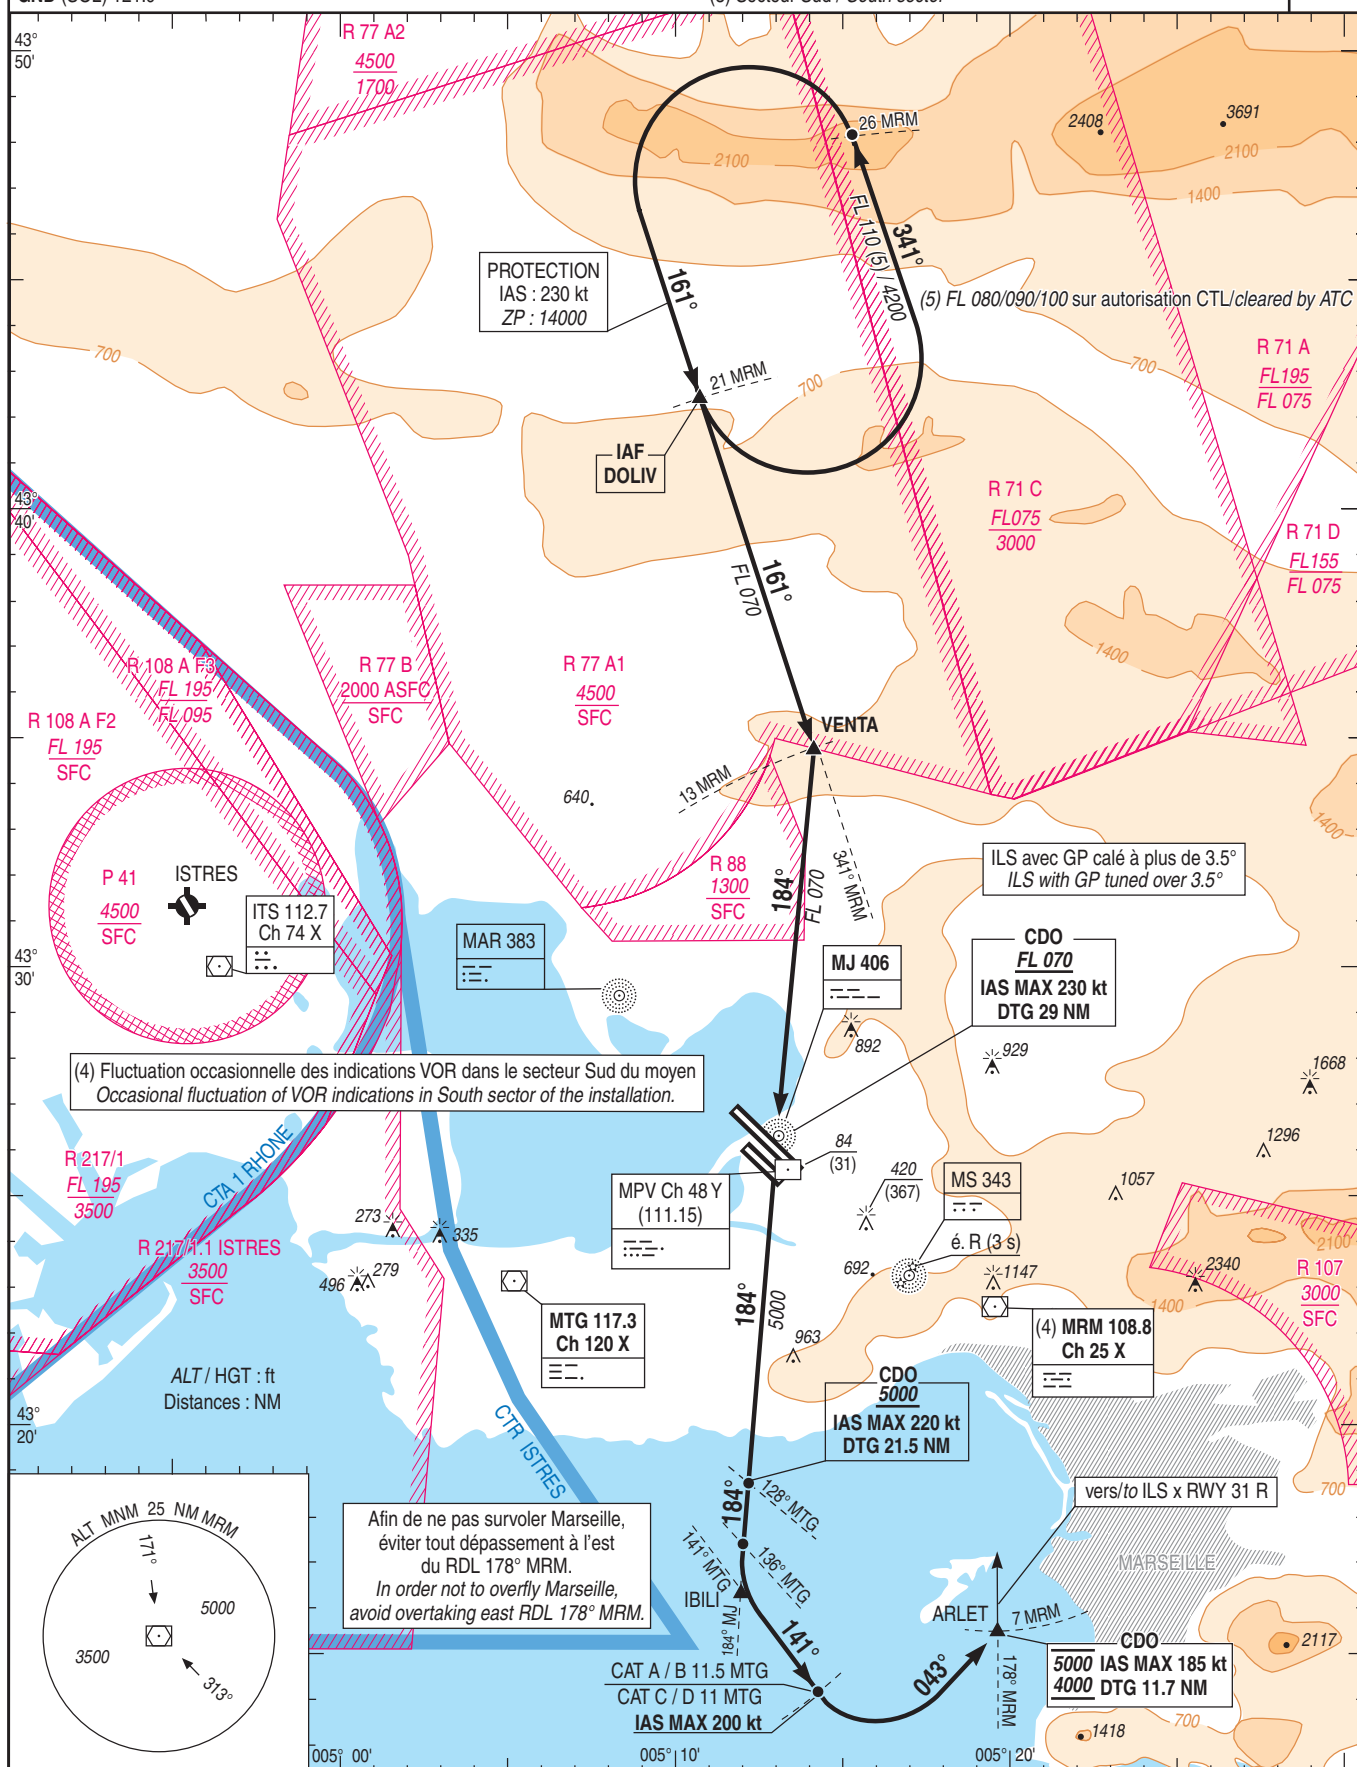 43°
50'
R 77 A2
4500
1700
26 MRM
2408
3691
2100
2100
1400
341°
FL 110 (5) / 4200
161°
PROTECTION
IAS : 230 kt
ZP : 14000
(5) FL 080/090/100 sur autorisation CTL/cleared by ATC
700
21 MRM
700
700
R 71 A
FL195
FL 075
IAF
DOLIV
43°
40'
R 71 C
FL075
3000
R 71 D
FL155
FL 075
161°
FL 070
R 108 A F3
FL 195
FL 095
R 77 B
2000 ASFC
SFC
R 77 A1
4500
SFC
1400
R 108 A F2
FL 195
SFC
VENTA
13 MRM
640
341° MRM
1400
R 88
1300
SFC
184°
FL 070
ILS avec GP calé à plus de 3.5°
ILS with GP tuned over 3.5°
P 41
4500
SFC
ISTRES
ITS 112.7
Ch 74 X
MAR 383
MJ 406
CDO
FL 070
IAS MAX 230 kt
DTG 29 NM
43°
30'
892
929
1668
(4) Fluctuation occasionnelle des indications VOR dans le secteur Sud du moyen
Occasional fluctuation of VOR indications in South sector of the installation.
CTA 1 RHONE
84
(31)
1296
R 217/1
FL 195
3500
MPV Ch 48 Y
(111.15)
420
(367)
MS 343
é. R (3 s)
1057
273
335
R 217/1.1 ISTRES
3500
SFC
496
279
692
1147
2340
2100
1400
R 107
3000
SFC
184°
5000
MTG 117.3
Ch 120 X
(4) MRM 108.8
Ch 25 X
963
ALT / HGT : ft
Distances : NM
CDO
5000
IAS MAX 220 kt
DTG 21.5 NM
43°
20'
CTR ISTRES
184°
128° MTG
vers/to ILS x RWY 31 R
700
ALT MNM 25 NM MRM
171°
5000
3500
313°
Afin de ne pas survoler Marseille,
éviter tout dépassement à l'est
du RDL 178° MRM.
In order not to overfly Marseille,
avoid overtaking east RDL 178° MRM.
141° MTG
136° MTG
MARSEILLE
IBILI
184° MJ
ARLET
7 MRM
141°
043°
178° MRM
2117
CDO
5000 IAS MAX 185 kt
4000 DTG 11.7 NM
CAT A / B 11.5 MTG
CAT C / D 11 MTG
IAS MAX 200 kt
1418
700
005° 00'
005° 10'
005° 20'